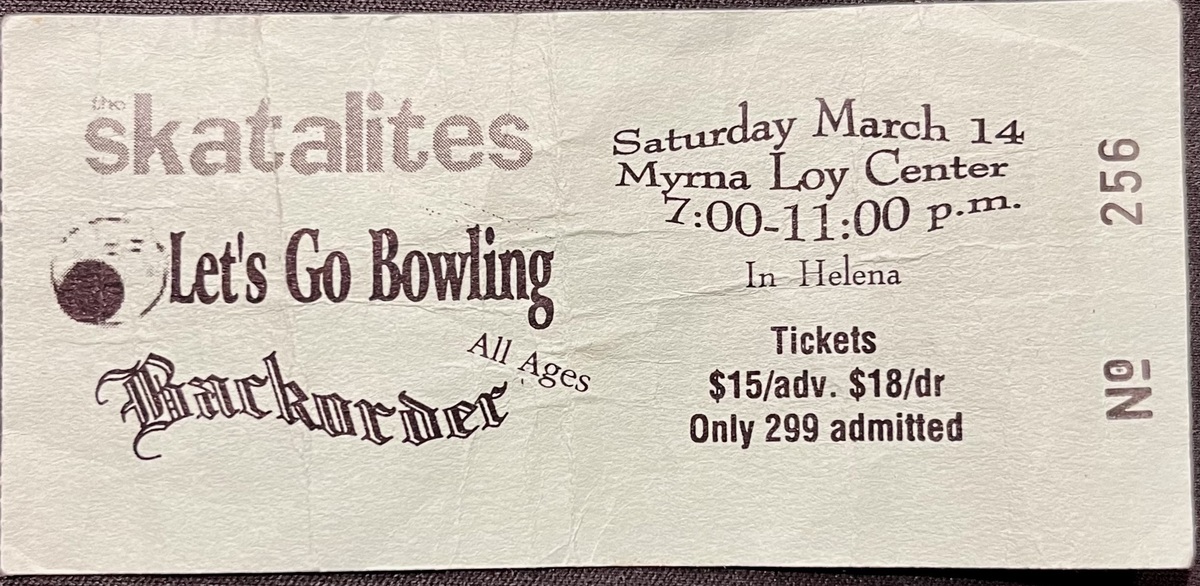 the
skatalites
Let's Go Bowling
All Ages
Backorder
Saturday March 14
Myrna Loy Center
7:00-11:00 p.m.
In Helena
Tickets
$15/adv. $18/dr
Only 299 admitted
Nº 256